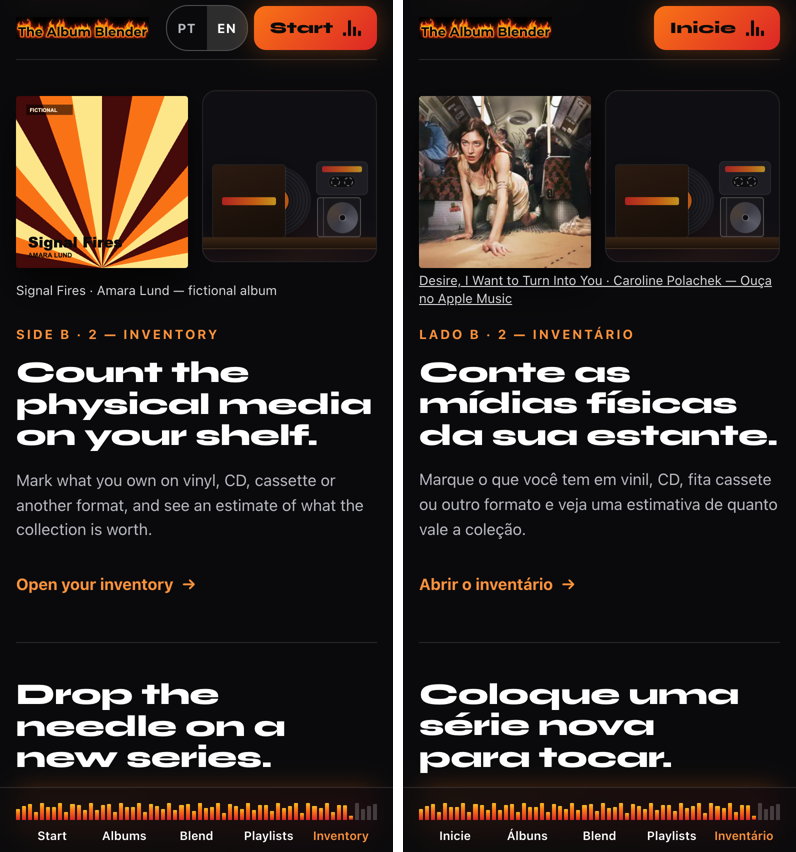 The Album Blender
PT
EN
Start
FICTIONAL
Signal Fires
AMARA LUND
Signal Fires · Amara Lund — fictional album
SIDE B · 2 — INVENTORY
Count the
physical media
on your shelf.
Mark what you own on vinyl, CD, cassette or
another format, and see an estimate of what the
collection is worth.
Open your inventory →
Drop the
needle on a
new series.
Start
Albums
Blend
Playlists
Inventory
The Album Blender
Inicie
Desire, I Want to Turn Into You · Caroline Polachek — Ouça
no Apple Music
LADO B · 2 — INVENTÁRIO
Conte as
mídias físicas
da sua estante.
Marque o que você tem em vinil, CD, fita cassete
ou outro formato e veja uma estimativa de quanto
vale a coleção.
Abrir o inventário →
Coloque uma
série nova
para tocar.
Inicie
Álbuns
Blend
Playlists
Inventário